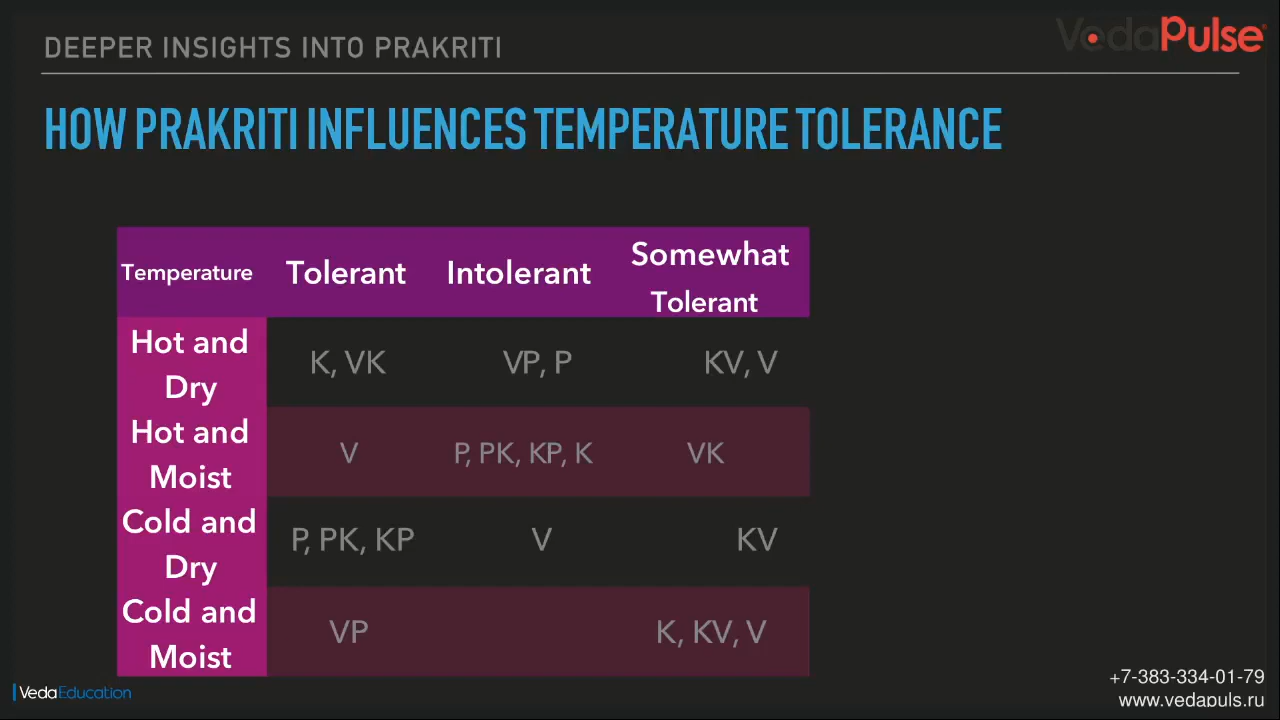 DEEPER INSIGHTS INTO PRAKRITI
VedaPulse
HOW PRAKRITI INFLUENCES TEMPERATURE TOLERANCE
Temperature Tolerant Intolerant Somewhat Tolerant
Hot and Dry K, VK VP, P KV, V
Hot and Moist V P, PK, KP, K VK
Cold and Dry P, PK, KP V KV
Cold and Moist VP K, KV, V
VedaEducation
+7-383-334-01-79
www.vedapuls.ru